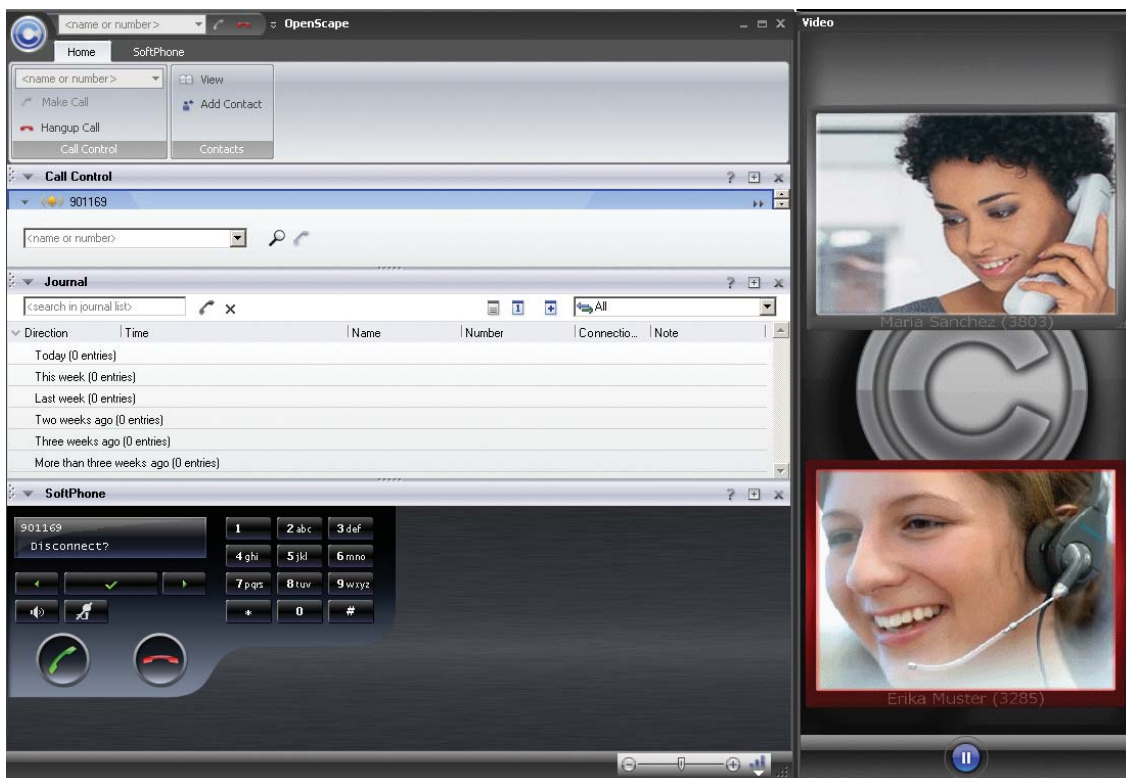 <name or number>
OpenScape
Video
Home
SoftPhone
<name or number>
Make Call
Hangup Call
Call Control
View
Add Contact
Contacts
Call Control
901169
<name or number>
Journal
<search in journal list>
1
All
Direction
Time
Name
Number
Connectio...
Note
Today (0 entries)
This week (0 entries)
Last week (0 entries)
Two weeks ago (0 entries)
Three weeks ago (0 entries)
More than three weeks ago (0 entries)
SoftPhone
901169
Disconnect?
1 2 abc 3 def
4 ghi 5 jkl 6 mno
7 pqrs 8 tuv 9 wxyz
* 0 #
Maria Sanchez (3803)
Erika Muster (3285)